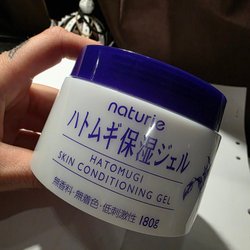 naturie
ハトムギ保湿ジェル
HATOMUGI
SKIN CONDITIONING GEL
無香料・無着色・低刺激性 180g